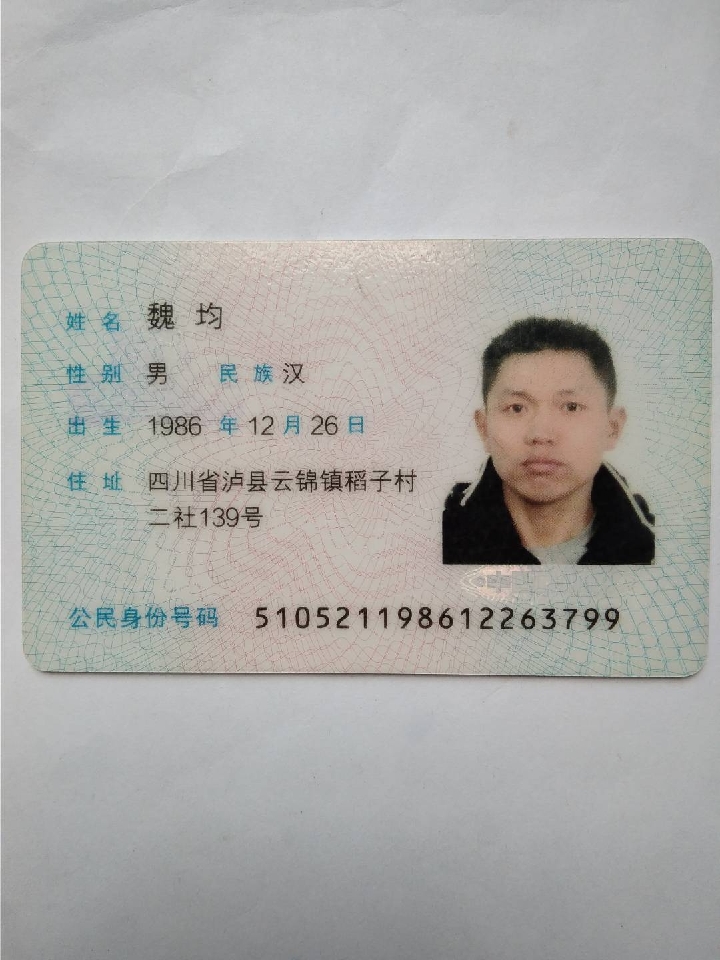 姓名 魏均
性别 男 民族 汉
出生 1986 年 12 月 26 日
住址 四川省泸县云锦镇稻子村
二社139号
公民身份号码 510521198612263799